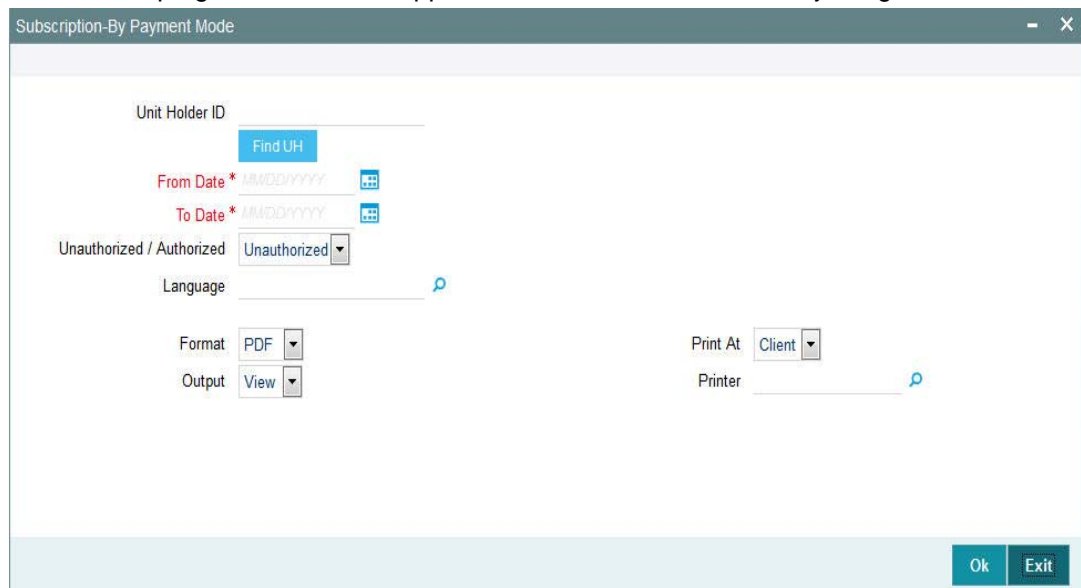 Subscription-By Payment Mode
Unit Holder ID
Find UH
From Date * MM/DD/YYYY
To Date * MM/DD/YYYY
Unauthorized / Authorized Unauthorized
Language
Format PDF Print At Client
Output View Printer
Ok Exit